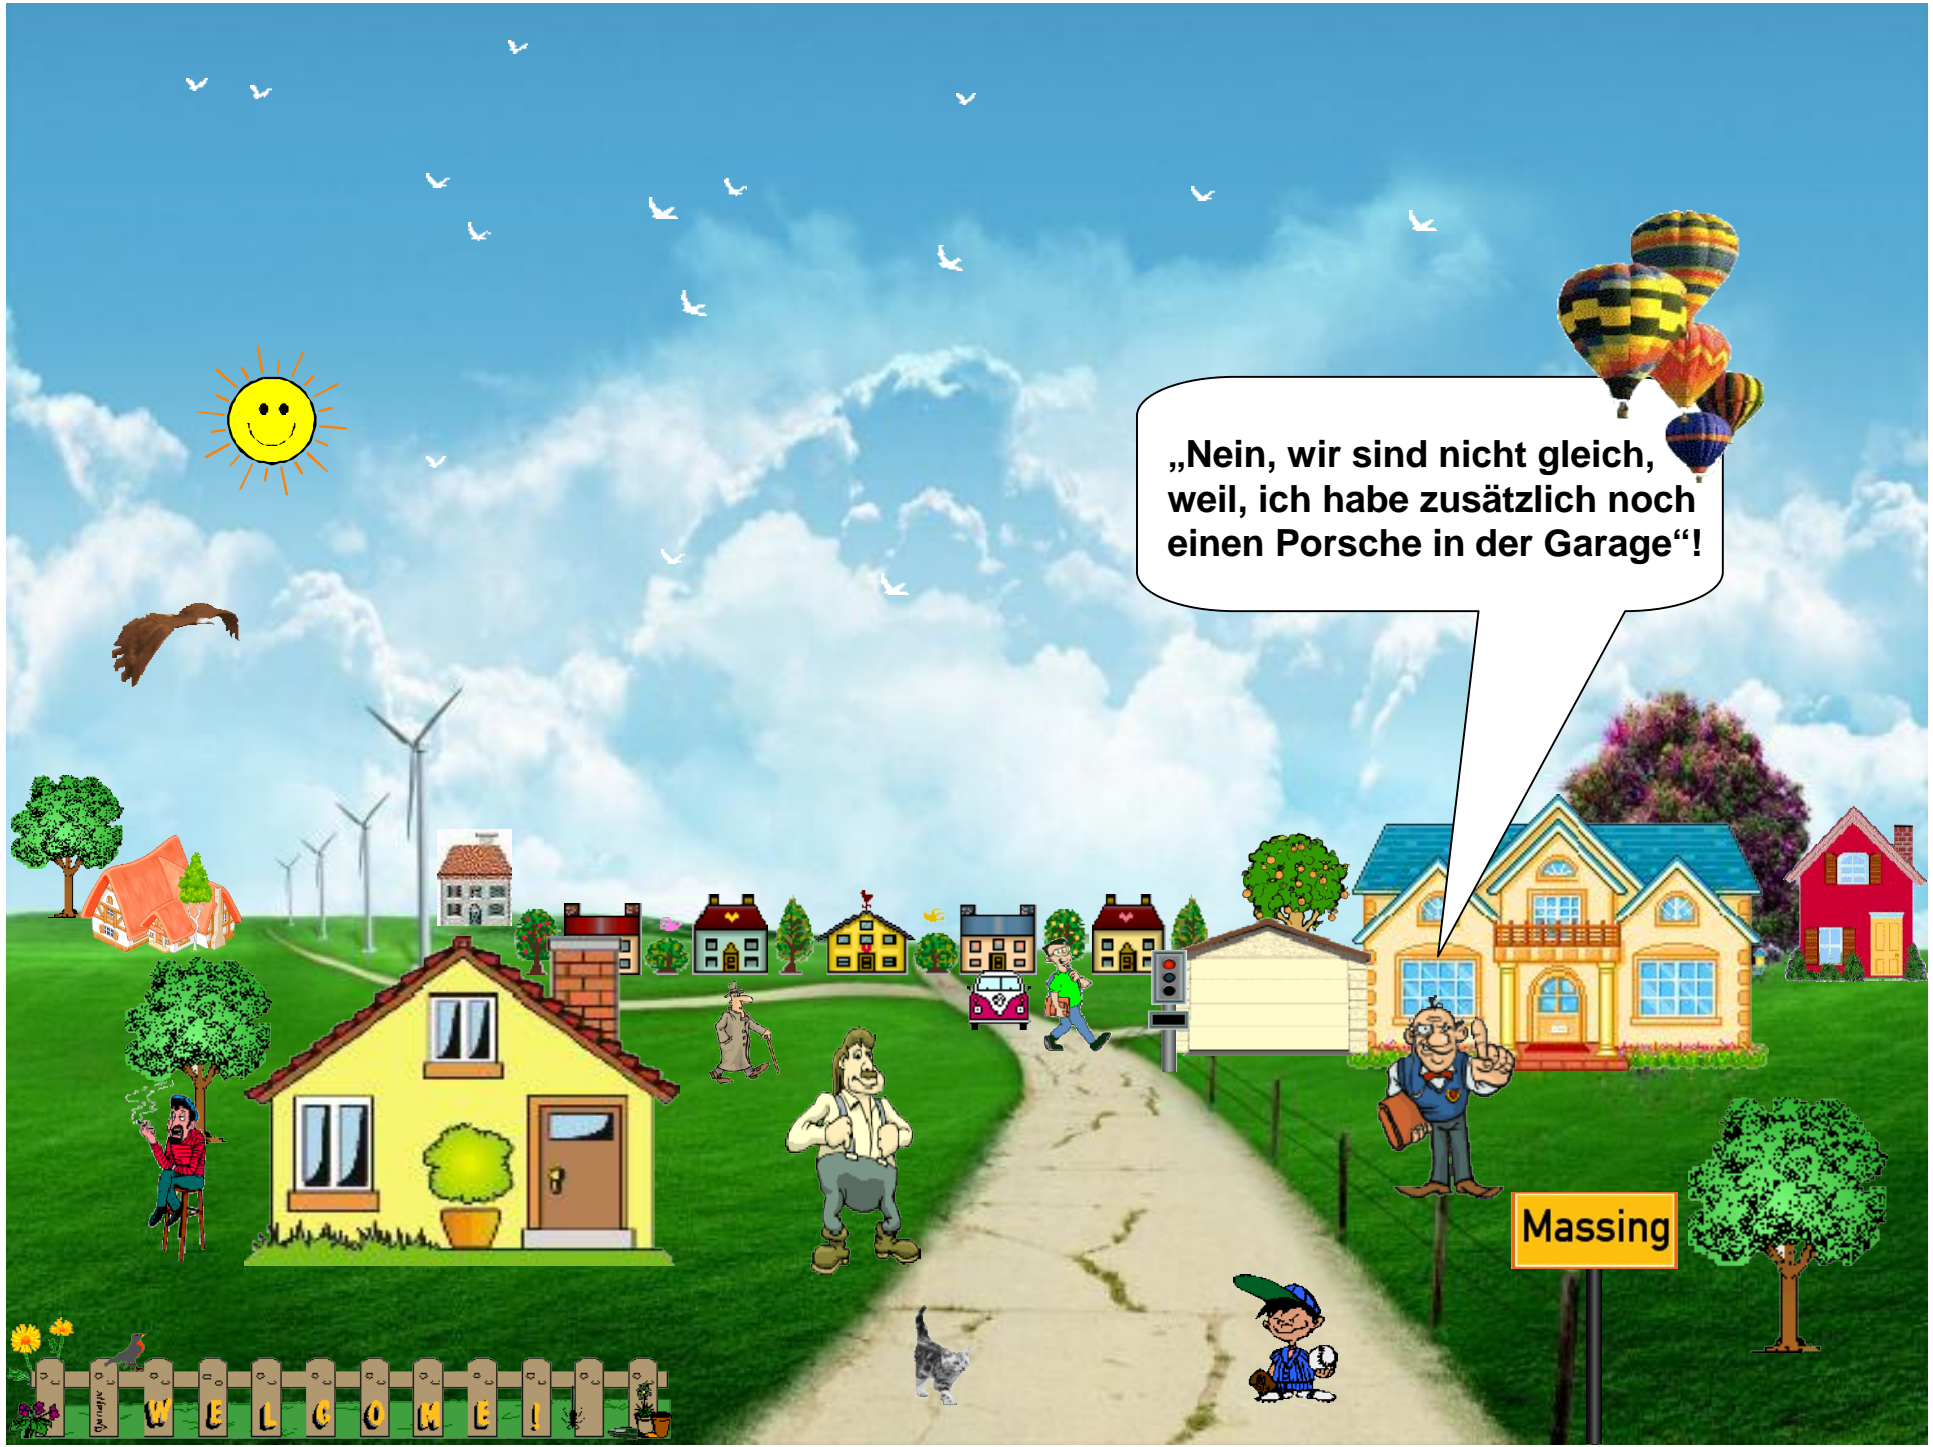 „Nein, wir sind nicht gleich,
weil, ich habe zusätzlich noch
einen Porsche in der Garage“!
Massing
WELCOME!